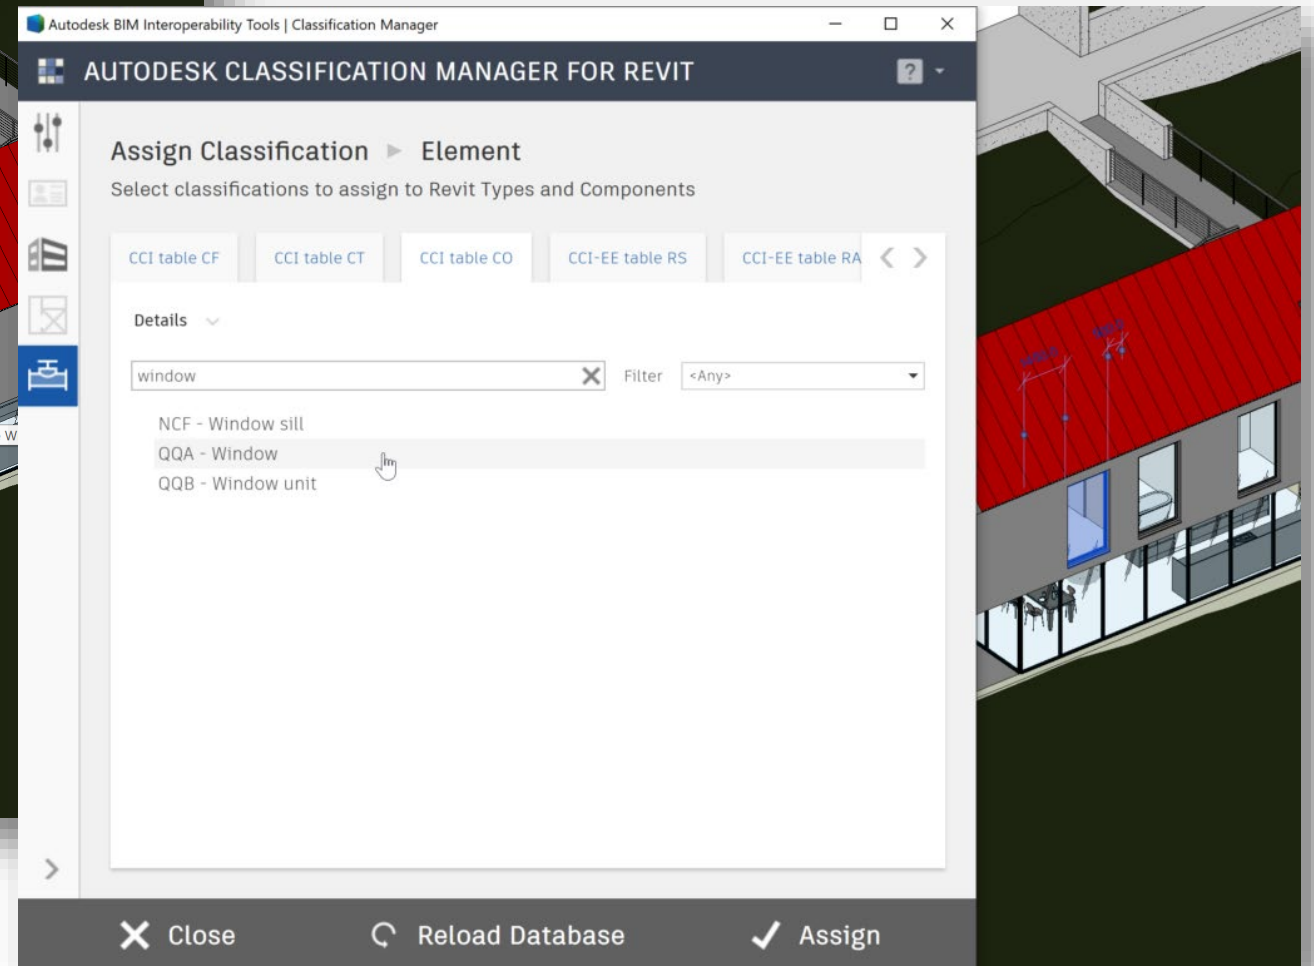 Autodesk BIM Interoperability Tools | Classification Manager
AUTODESK CLASSIFICATION MANAGER FOR REVIT
?
Assign Classification ▶ Element
Select classifications to assign to Revit Types and Components
CCI table CF CCI table CT CCI table CO CCI-EE table RS CCI-EE table RA
Details
window Filter <Any>
NCF - Window sill
QQA - Window
QQB - Window unit
Close Reload Database Assign